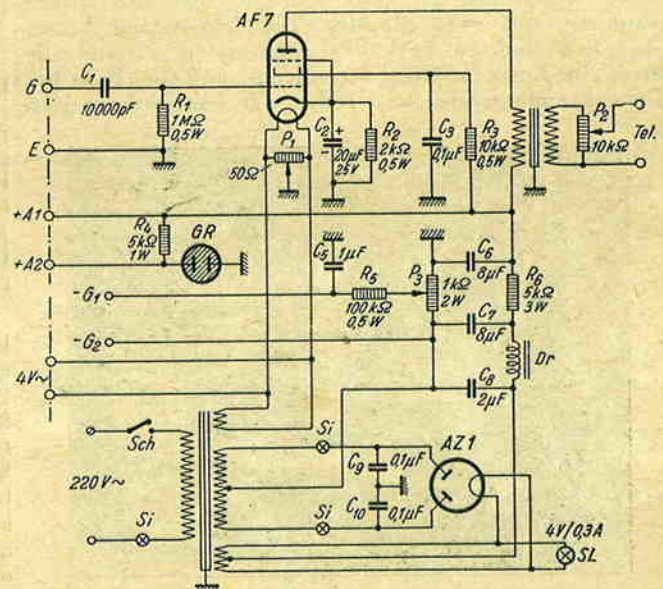 AF7
G
C1
10000pF
R1
1MΩ
0,5W
E
P1
50Ω
C2
+
-
20µF
25V
R2
2kΩ
0,5W
C3
0,1µF
R3
10kΩ
0,5W
P2
10kΩ
Tel.
+A1
R4
5kΩ
1W
+A2
GR
C5
1µF
-G1
R5
100kΩ
0,5W
P3
1kΩ
2W
C6
8µF
R6
5kΩ
3W
-G2
C7
8µF
Dr
4V~
C8
2µF
Sch
220V~
Si
Si
C9
0,1µF
AZ1
C10
0,1µF
Si
4V/0,3A
SL